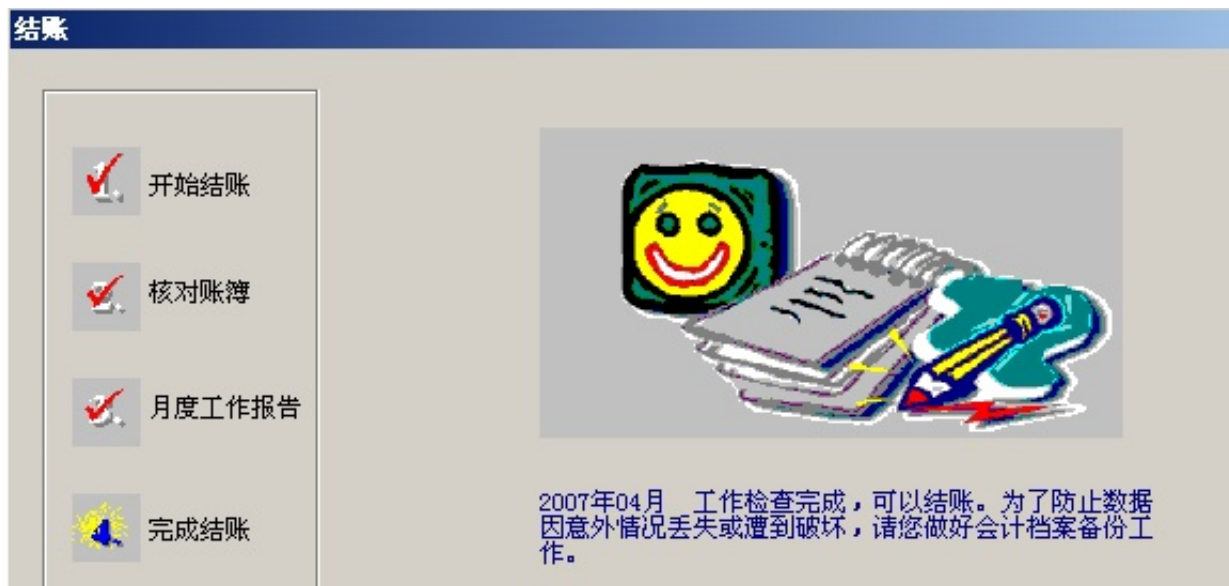 结账
开始结账
核对账簿
月度工作报告
完成结账
2007年04月 工作检查完成，可以结账。为了防止数据
因意外情况丢失或遭到破坏，请您做好会计档案备份工
作。